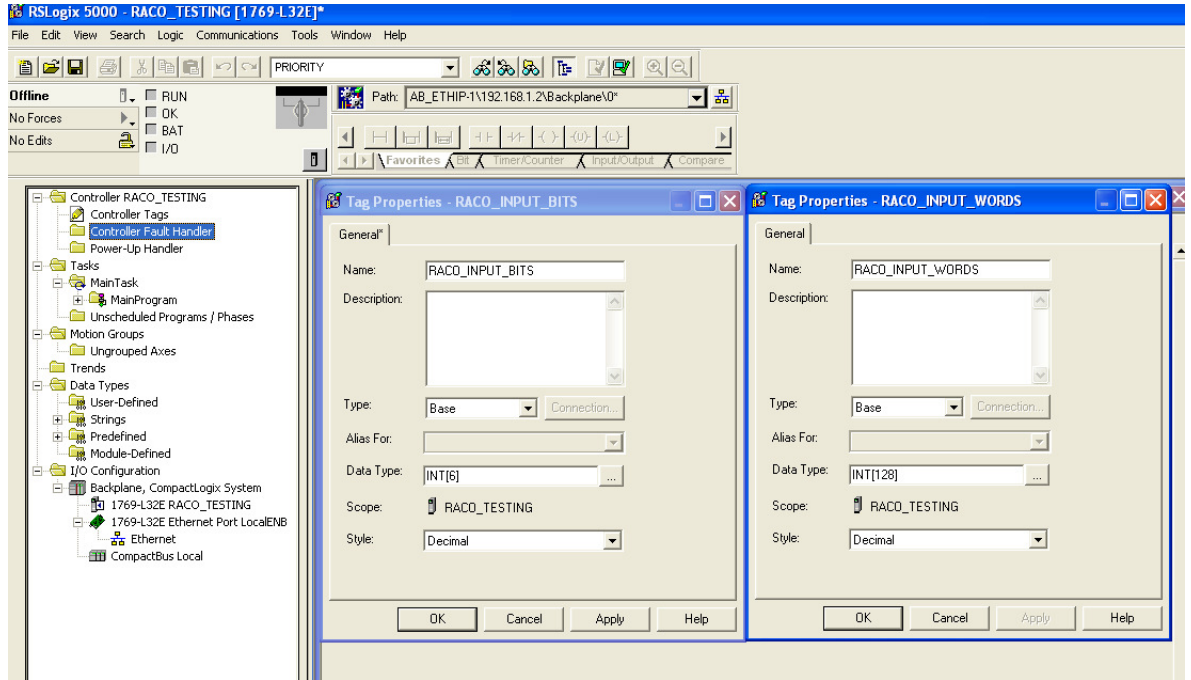 RSLogix 5000 - RACO_TESTING [1769-L32E]*
File Edit View Search Logic Communications Tools Window Help
PRIORITY
Offline
RUN
No Forces
OK
No Edits
BAT
I/O
Path: AB_ETHIP-1\192.168.1.2\Backplane\0*
Favorites Bit Timer/Counter Input/Output Compare
Controller RACO_TESTING
Controller Tags
Controller Fault Handler
Power-Up Handler
Tasks
MainTask
MainProgram
Unscheduled Programs / Phases
Motion Groups
Ungrouped Axes
Trends
Data Types
User-Defined
Strings
Predefined
Module-Defined
I/O Configuration
Backplane, CompactLogix System
1769-L32E RACO_TESTING
1769-L32E Ethernet Port LocalENB
Ethernet
CompactBus Local
Tag Properties - RACO_INPUT_BITS
General*
Name: RACO_INPUT_BITS
Description:
Type: Base Connection...
Alias For:
Data Type: INT[6] ...
Scope: RACO_TESTING
Style: Decimal
OK Cancel Apply Help
Tag Properties - RACO_INPUT_WORDS
General
Name: RACO_INPUT_WORDS
Description:
Type: Base Connection...
Alias For:
Data Type: INT[128] ...
Scope: RACO_TESTING
Style: Decimal
OK Cancel Apply Help